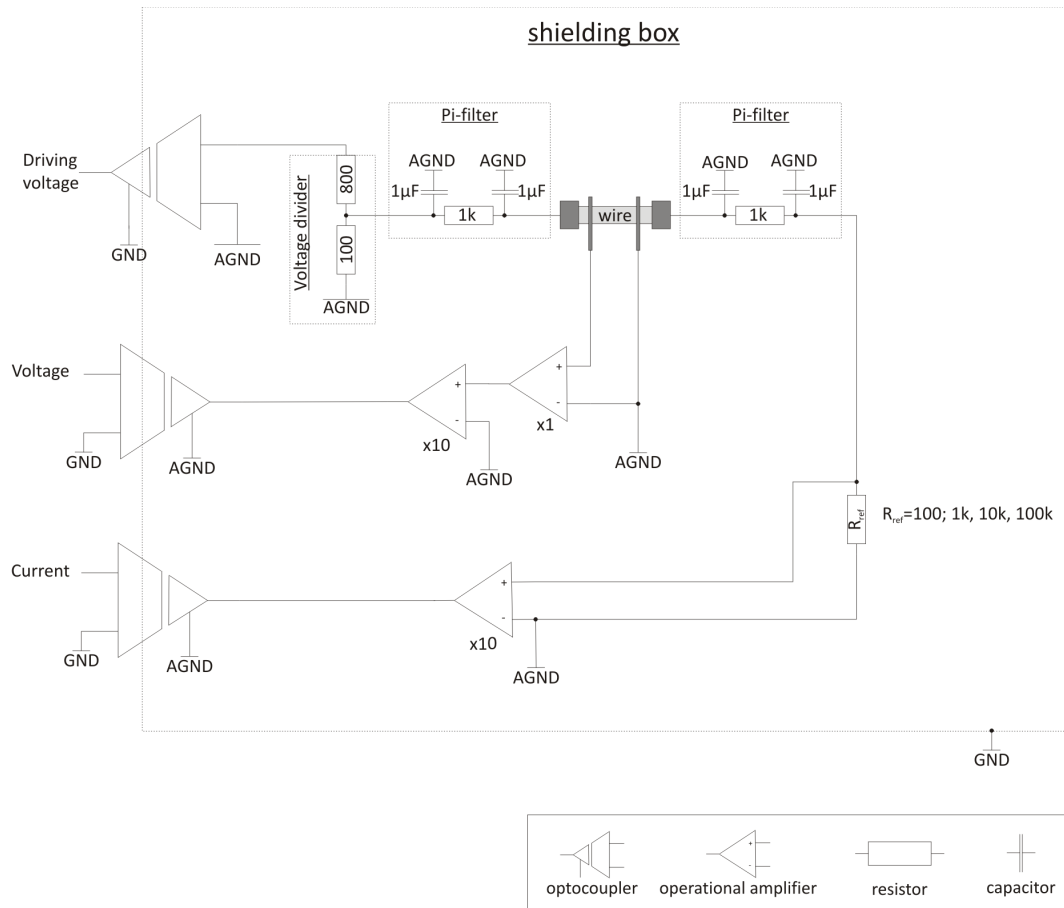 shielding box
Pi-filter
Pi-filter
AGND
AGND
AGND
AGND
1µF
1µF
1µF
1µF
Driving
voltage
800
1k
wire
1k
Voltage divider
100
GND
AGND
AGND
Voltage
+
-
x10
+
-
x1
GND
AGND
AGND
AGND
Rref
Rref=100; 1k, 10k, 100k
Current
+
-
x10
GND
AGND
AGND
GND
+
-
optocoupler
operational amplifier
resistor
capacitor